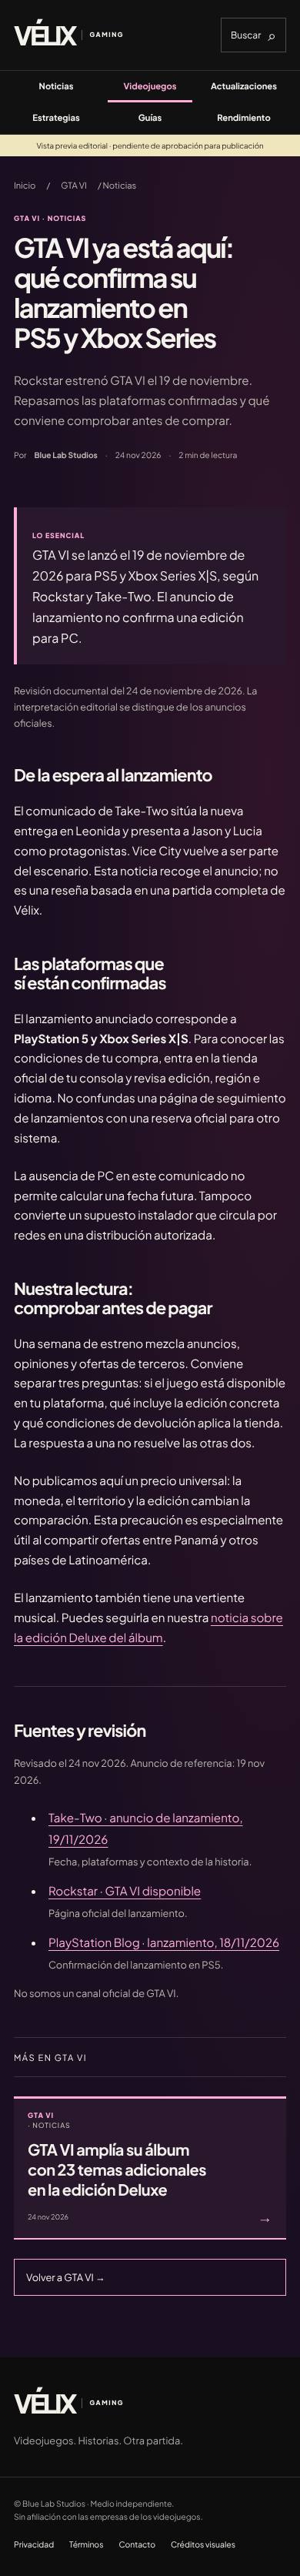 VÉLIX GAMING
Buscar
Noticias Videojuegos Actualizaciones
Estrategias Guías Rendimiento
Vista previa editorial · pendiente de aprobación para publicación
Inicio / GTA VI / Noticias
GTA VI · NOTICIAS
GTA VI ya está aquí:
qué confirma su
lanzamiento en
PS5 y Xbox Series
Rockstar estrenó GTA VI el 19 de noviembre.
Repasamos las plataformas confirmadas y qué
conviene comprobar antes de comprar.
Por Blue Lab Studios · 24 nov 2026 · 2 min de lectura
LO ESENCIAL
GTA VI se lanzó el 19 de noviembre de
2026 para PS5 y Xbox Series X|S, según
Rockstar y Take-Two. El anuncio de
lanzamiento no confirma una edición
para PC.
Revisión documental del 24 de noviembre de 2026. La
interpretación editorial se distingue de los anuncios
oficiales.
De la espera al lanzamiento
El comunicado de Take-Two sitúa la nueva
entrega en Leonida y presenta a Jason y Lucia
como protagonistas. Vice City vuelve a ser parte
del escenario. Esta noticia recoge el anuncio; no
es una reseña basada en una partida completa de
Vélix.
Las plataformas que
sí están confirmadas
El lanzamiento anunciado corresponde a
PlayStation 5 y Xbox Series X|S. Para conocer las
condiciones de tu compra, entra en la tienda
oficial de tu consola y revisa edición, región e
idioma. No confundas una página de seguimiento
de lanzamientos con una reserva oficial para otro
sistema.
La ausencia de PC en este comunicado no
permite calcular una fecha futura. Tampoco
convierte un supuesto instalador que circula por
redes en una distribución autorizada.
Nuestra lectura:
comprobar antes de pagar
Una semana de estreno mezcla anuncios,
opiniones y ofertas de terceros. Conviene
separar tres preguntas: si el juego está disponible
en tu plataforma, qué incluye la edición concreta
y qué condiciones de devolución aplica la tienda.
La respuesta a una no resuelve las otras dos.
No publicamos aquí un precio universal: la
moneda, el territorio y la edición cambian la
comparación. Esta precaución es especialmente
útil al compartir ofertas entre Panamá y otros
países de Latinoamérica.
El lanzamiento también tiene una vertiente
musical. Puedes seguirla en nuestra noticia sobre
la edición Deluxe del álbum.
Fuentes y revisión
Revisado el 24 nov 2026. Anuncio de referencia: 19 nov
2026.
Take-Two · anuncio de lanzamiento,
19/11/2026
Fecha, plataformas y contexto de la historia.
Rockstar · GTA VI disponible
Página oficial del lanzamiento.
PlayStation Blog · lanzamiento, 18/11/2026
Confirmación del lanzamiento en PS5.
No somos un canal oficial de GTA VI.
MÁS EN GTA VI
GTA VI
· NOTICIAS
GTA VI amplía su álbum
con 23 temas adicionales
en la edición Deluxe
24 nov 2026 →
Volver a GTA VI →
VÉLIX GAMING
Videojuegos. Historias. Otra partida.
© Blue Lab Studios · Medio independiente.
Sin afiliación con las empresas de los videojuegos.
Privacidad Términos Contacto Créditos visuales